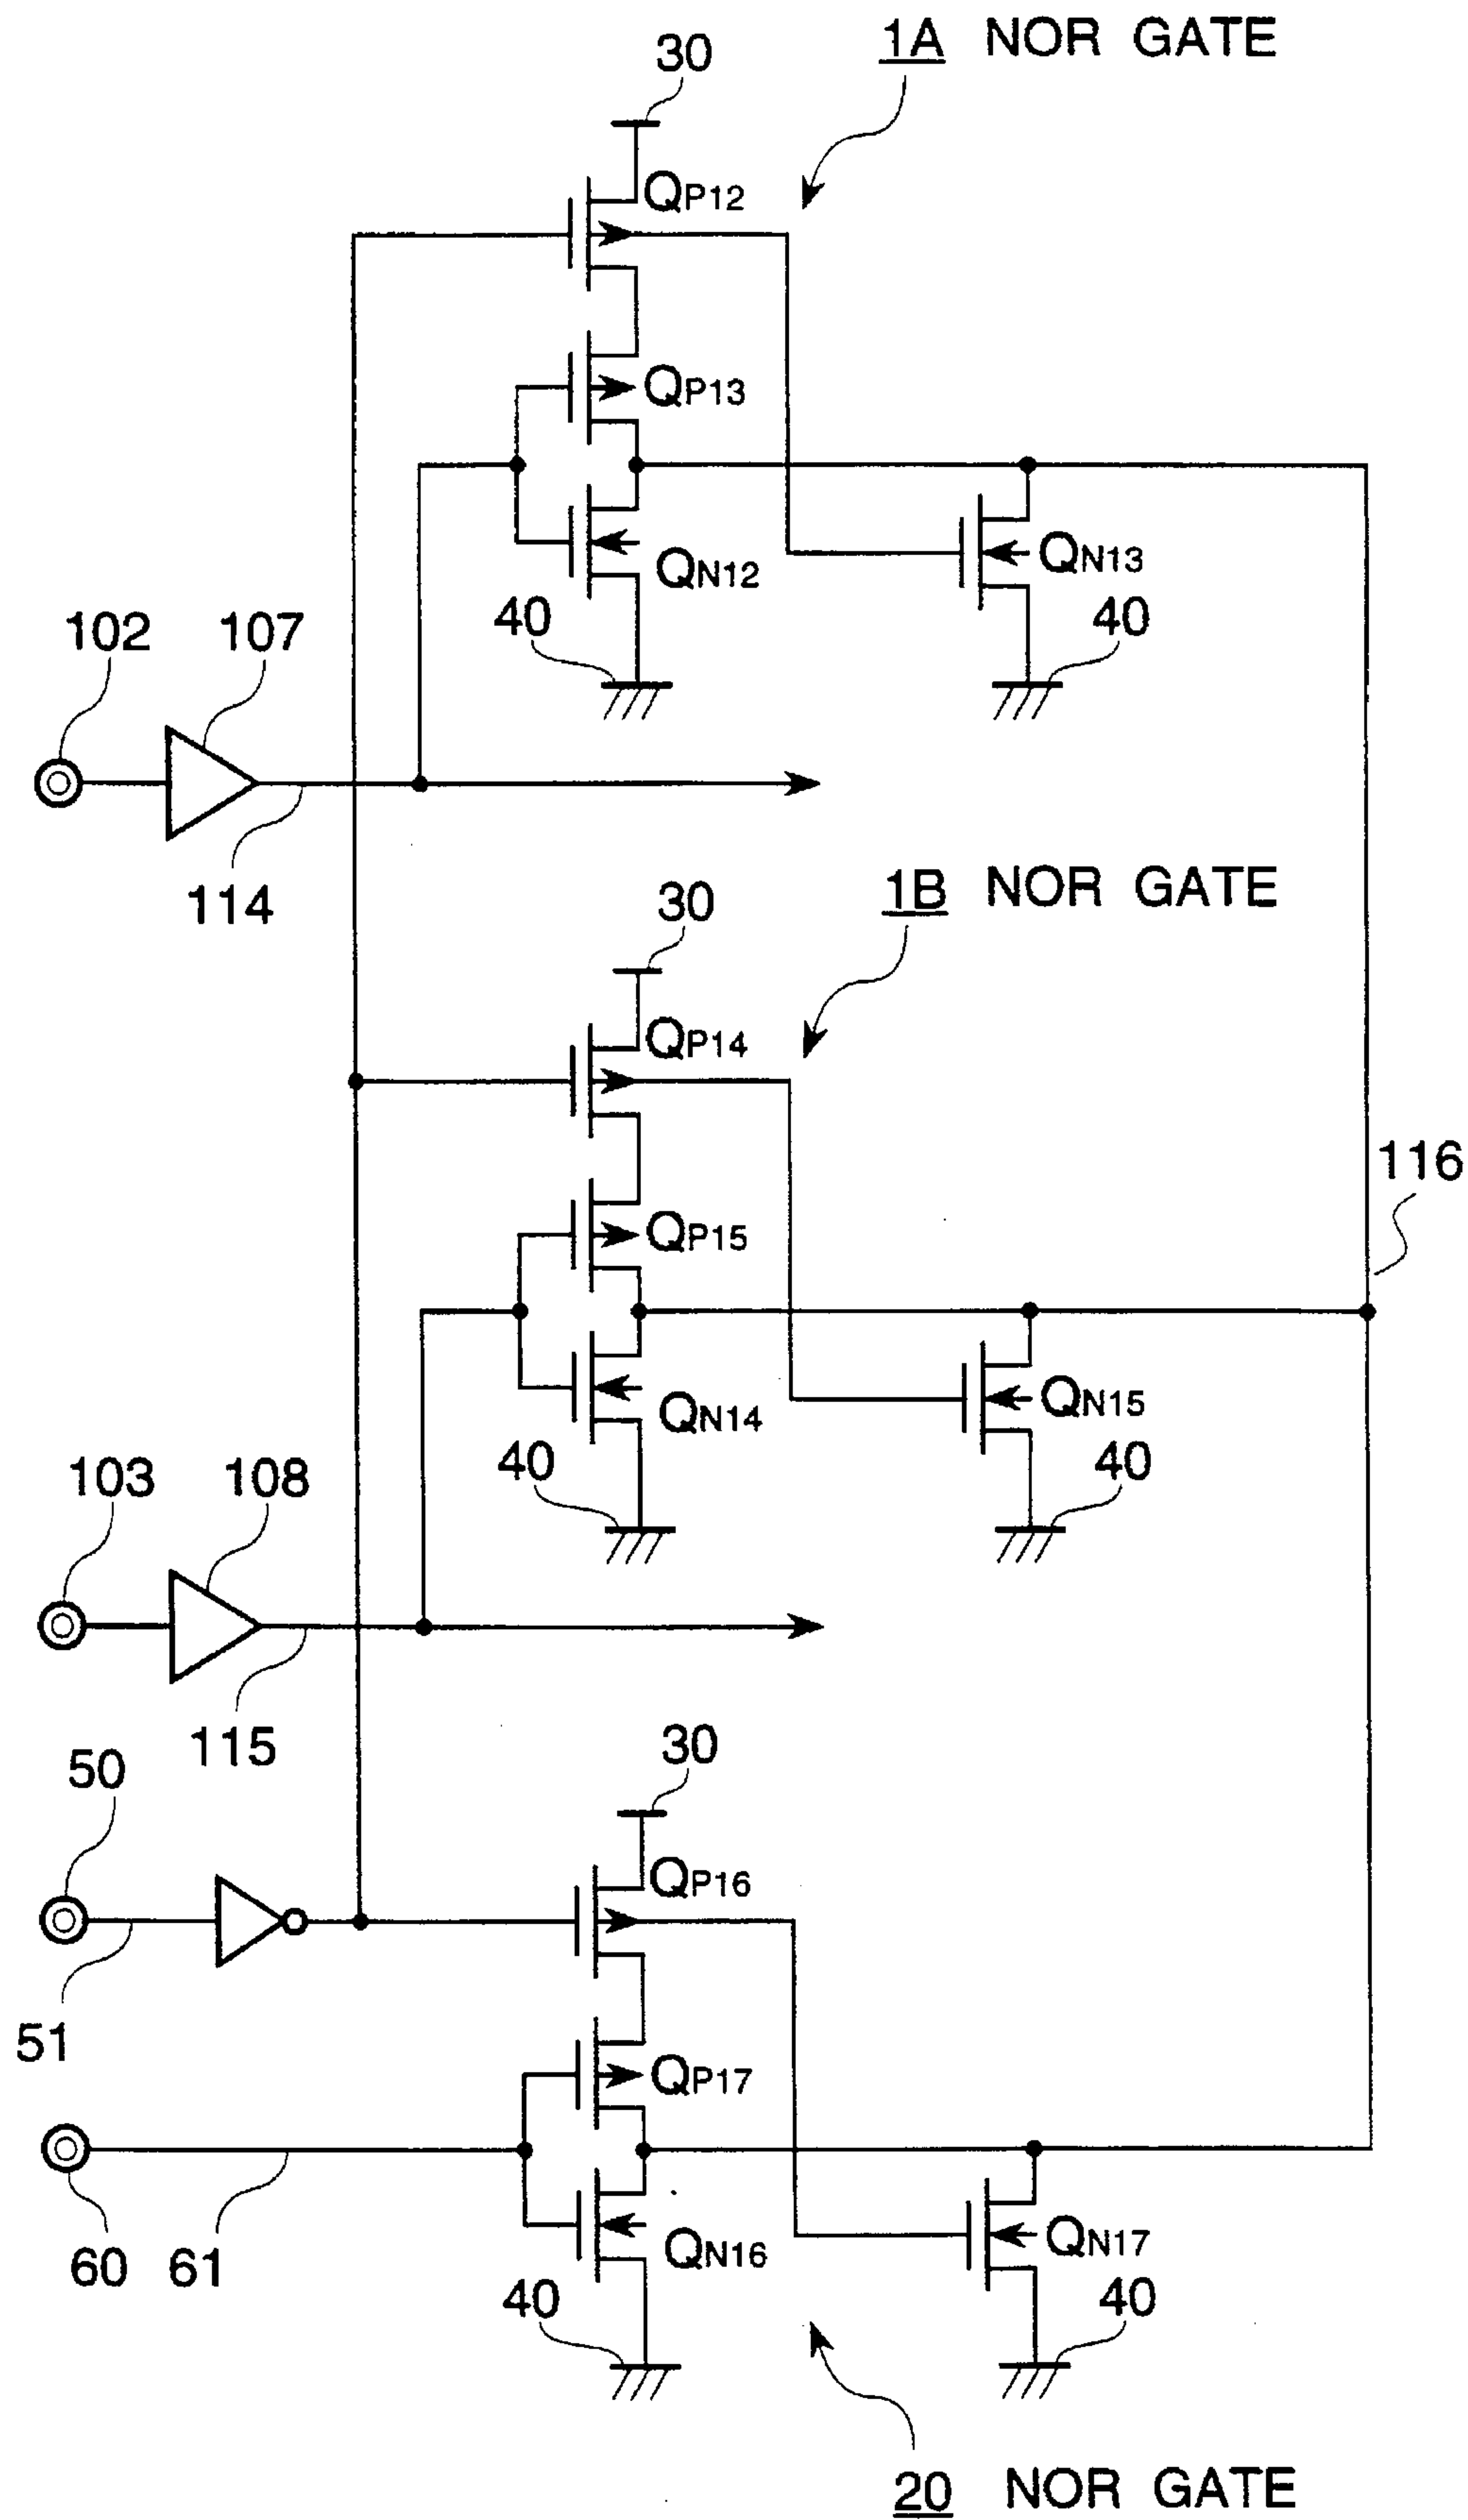 1A NOR GATE
30
QP12
QP13
QN12
QN13
40
40
102
107
114
1B NOR GATE
30
QP14
QP15
116
QN14
QN15
40
40
103
108
115
30
50
QP16
51
QP17
60
61
QN16
QN17
40
40
20 NOR GATE